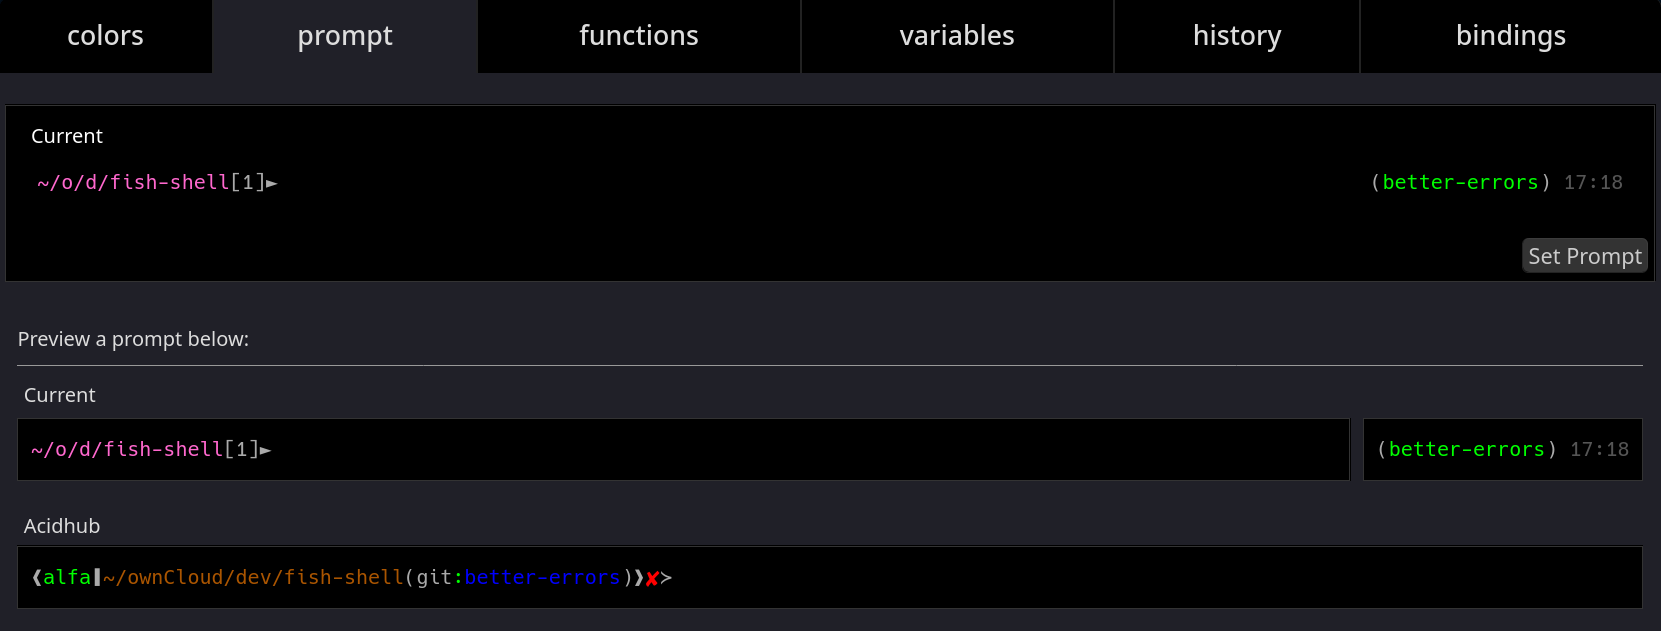 colors prompt functions variables history bindings
Current
~/o/d/fish-shell[1]► (better-errors) 17:18
Set Prompt
Preview a prompt below:
Current
~/o/d/fish-shell[1]► (better-errors) 17:18
Acidhub
❨alfa❙~/ownCloud/dev/fish-shell(git:better-errors)❩✘≻